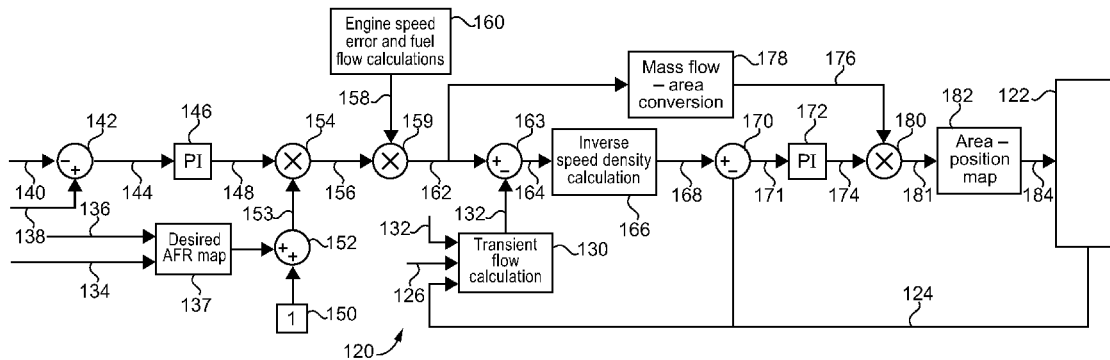 Engine speed
error and fuel
flow calculations
160
158
142
146
154
159
163
178
176
Mass flow
– area
conversion
122
170
172
180
182
Inverse
speed density
calculation
Area –
position
map
PI
PI
–
+
×
×
+
–
+
–
×
140
144
148
156
162
164
168
171
174
181
184
166
138
136
153
132
132
Desired
AFR map
152
+
+
Transient
flow
calculation
130
134
137
126
124
1
150
120